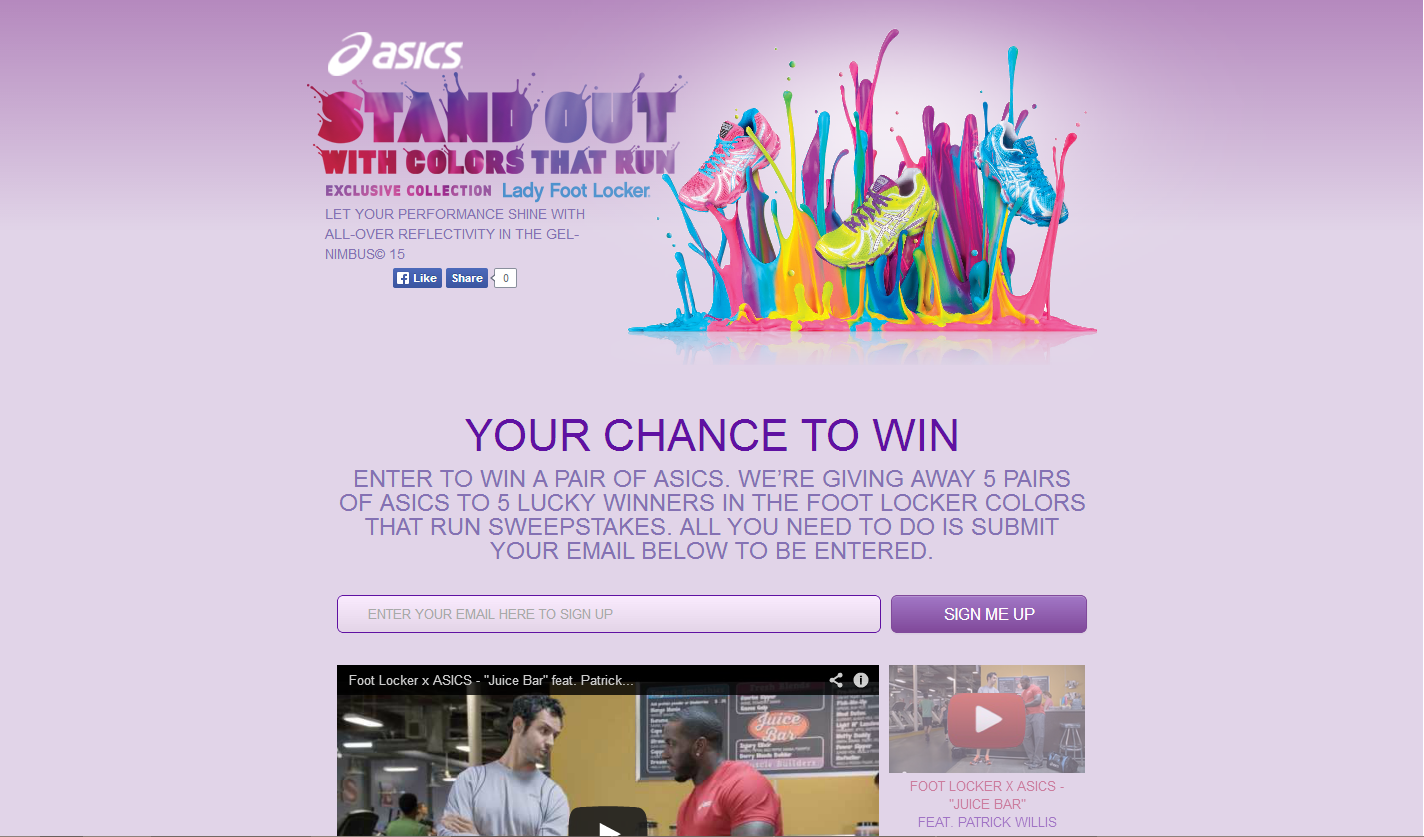 asics
STAND OUT
WITH COLORS THAT RUN
EXCLUSIVE COLLECTION Lady Foot Locker
LET YOUR PERFORMANCE SHINE WITH
ALL-OVER REFLECTIVITY IN THE GEL-
NIMBUS© 15
Like Share 0
YOUR CHANCE TO WIN
ENTER TO WIN A PAIR OF ASICS. WE’RE GIVING AWAY 5 PAIRS
OF ASICS TO 5 LUCKY WINNERS IN THE FOOT LOCKER COLORS
THAT RUN SWEEPSTAKES. ALL YOU NEED TO DO IS SUBMIT
YOUR EMAIL BELOW TO BE ENTERED.
ENTER YOUR EMAIL HERE TO SIGN UP
SIGN ME UP
Foot Locker x ASICS - "Juice Bar" feat. Patrick...
Juice
Bar
FOOT LOCKER X ASICS -
"JUICE BAR"
FEAT. PATRICK WILLIS